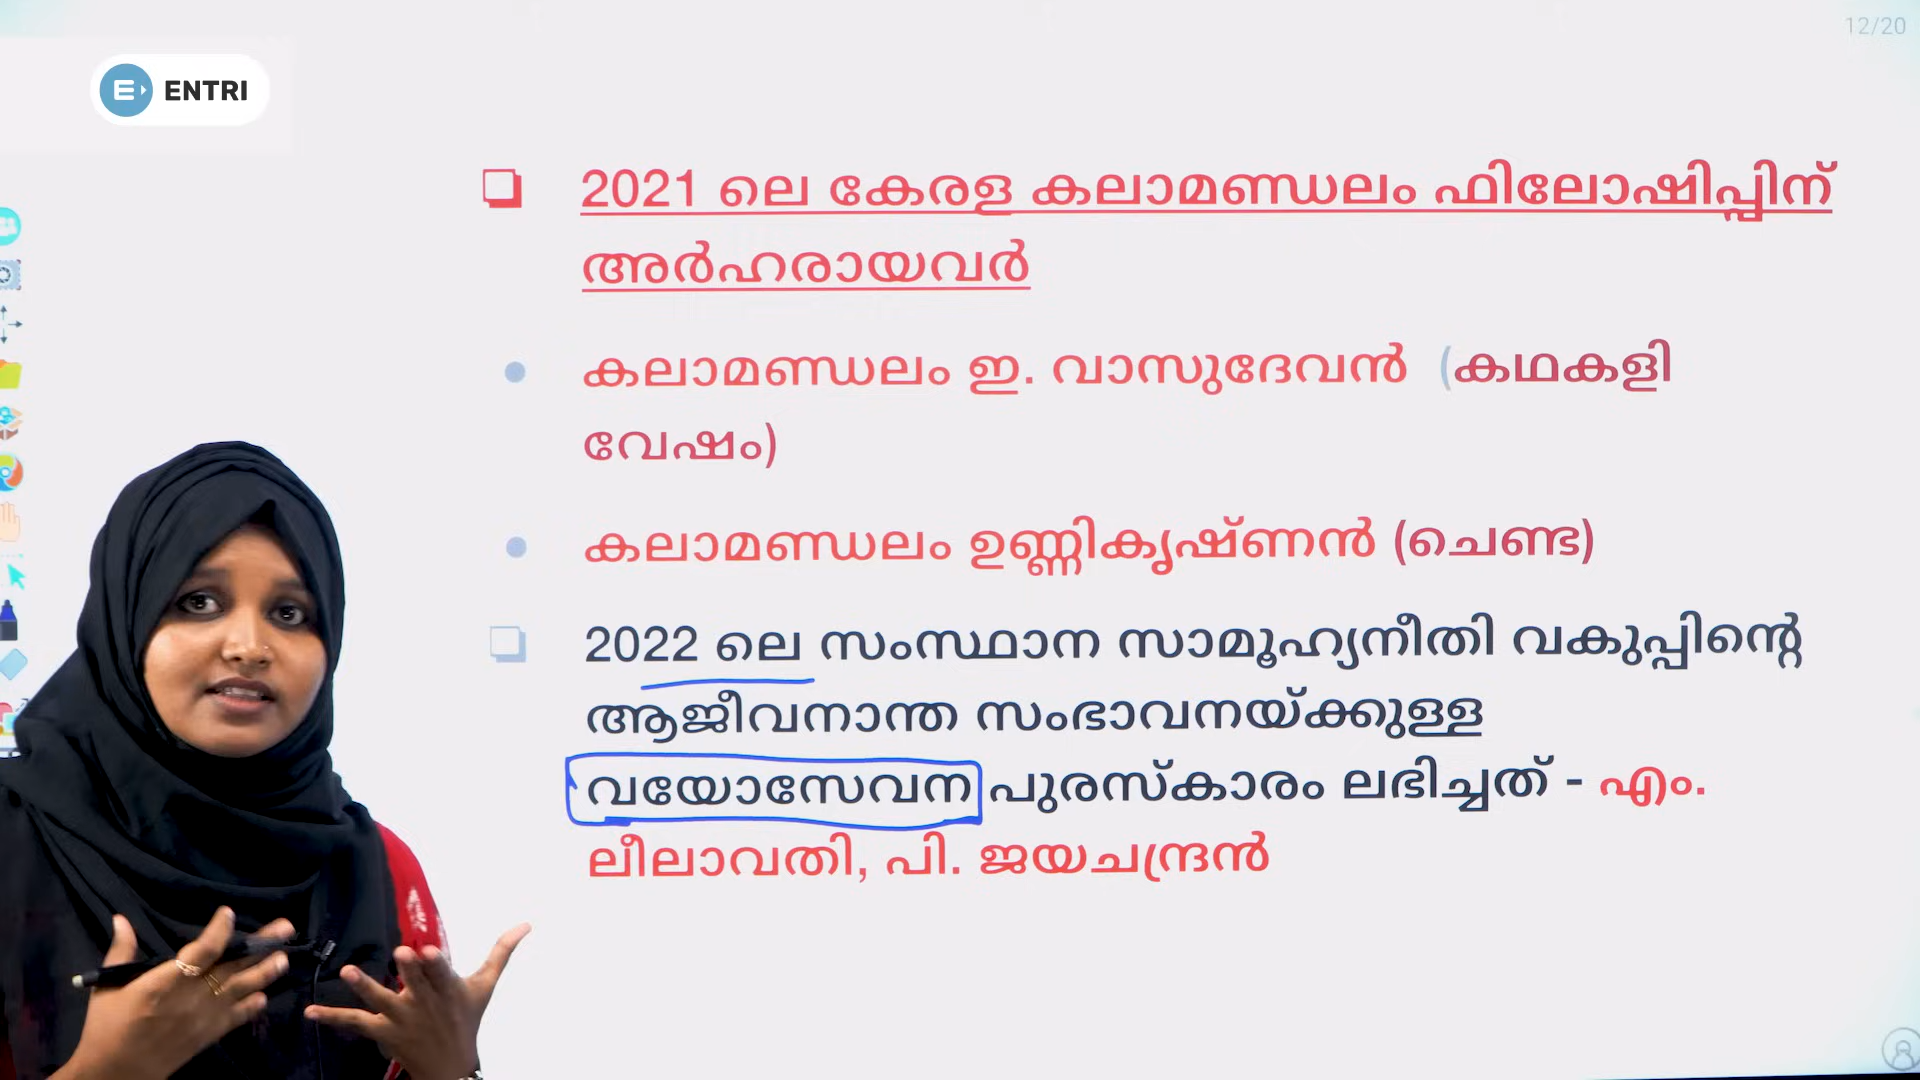 12/20
ENTRI
2021 ലെ കേരള കലാമണ്ഡലം ഫിലോഷിപ്പിന്
അർഹരായവർ
കലാമണ്ഡലം ഇ. വാസുദേവൻ (കഥകളി
വേഷം)
കലാമണ്ഡലം ഉണ്ണികൃഷ്ണൻ (ചെണ്ട)
2022 ലെ സംസ്ഥാന സാമൂഹ്യനീതി വകുപ്പിന്റെ
ആജീവനാന്ത സംഭാവനയ്ക്കുള്ള
വയോസേവന പുരസ്കാരം ലഭിച്ചത് - എം.
ലീലാവതി, പി. ജയചന്ദ്രൻ